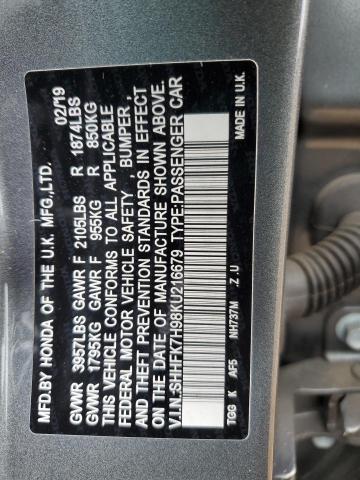 MFD.BY HONDA OF THE U.K. MFG.,LTD. 02/19
GVWR 3957LBS GAWR F 2105LBS R 1874LBS
GVWR 1795KG GAWR F 955KG R 850KG
THIS VEHICLE CONFORMS TO ALL APPLICABLE
FEDERAL MOTOR VEHICLE SAFETY , BUMPER ,
AND THEFT PREVENTION STANDARDS IN EFFECT
ON THE DATE OF MANUFACTURE SHOWN ABOVE.
V.I.N.:SHHFK7H98KU216679 TYPE:PASSENGER CAR
TGG K AF5 NH737M .Z .U MADE IN U.K.